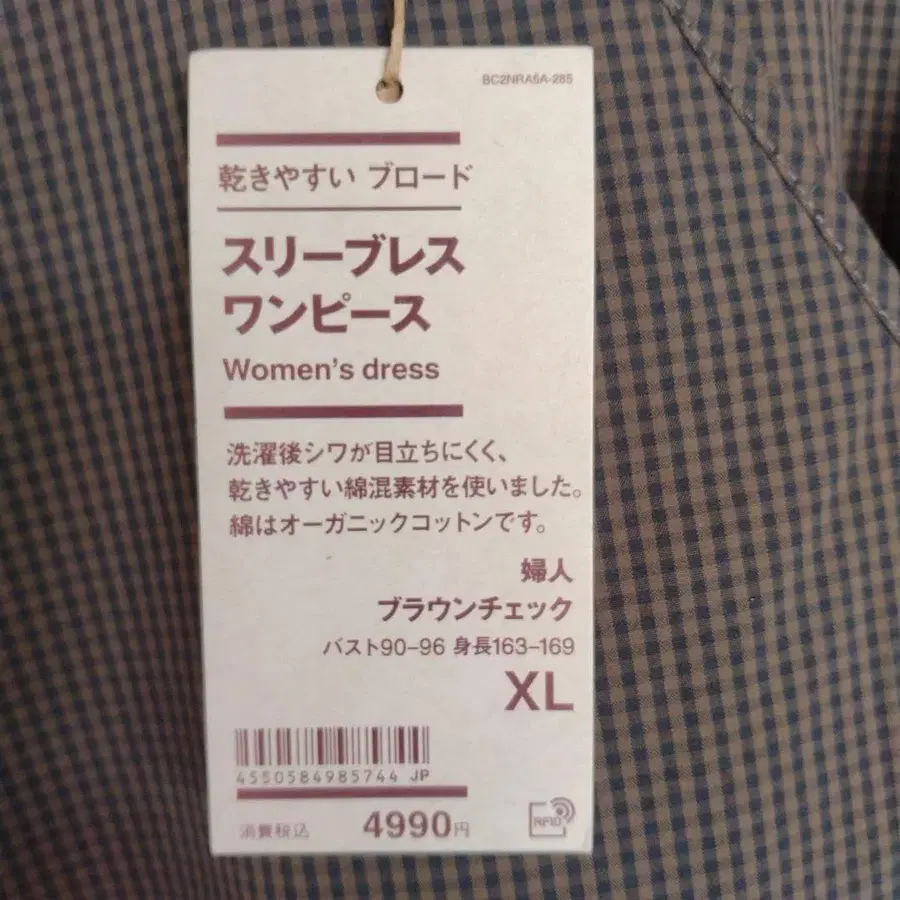 BC2NRA5A-285
乾きやすい ブロード
スリーブレス
ワンピース
Women's dress
洗濯後シワが目立ちにくく、
乾きやすい綿混素材を使いました。
綿はオーガニックコットンです。
婦人
ブラウンチェック
バスト90-96 身長163-169
XL
4550584985744 JP
消費税込 4990円
RFID